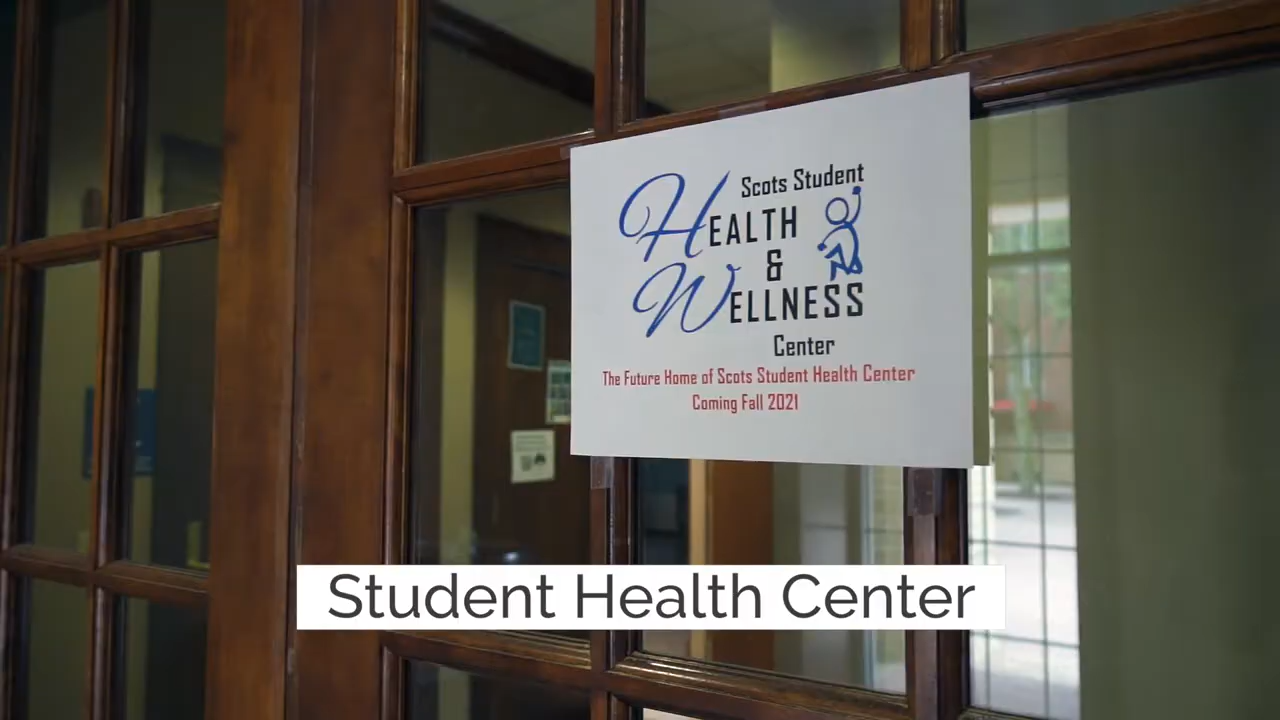 Scots Student
HEALTH
&
WELLNESS
Center
The Future Home of Scots Student Health Center
Coming Fall 2021
Student Health Center